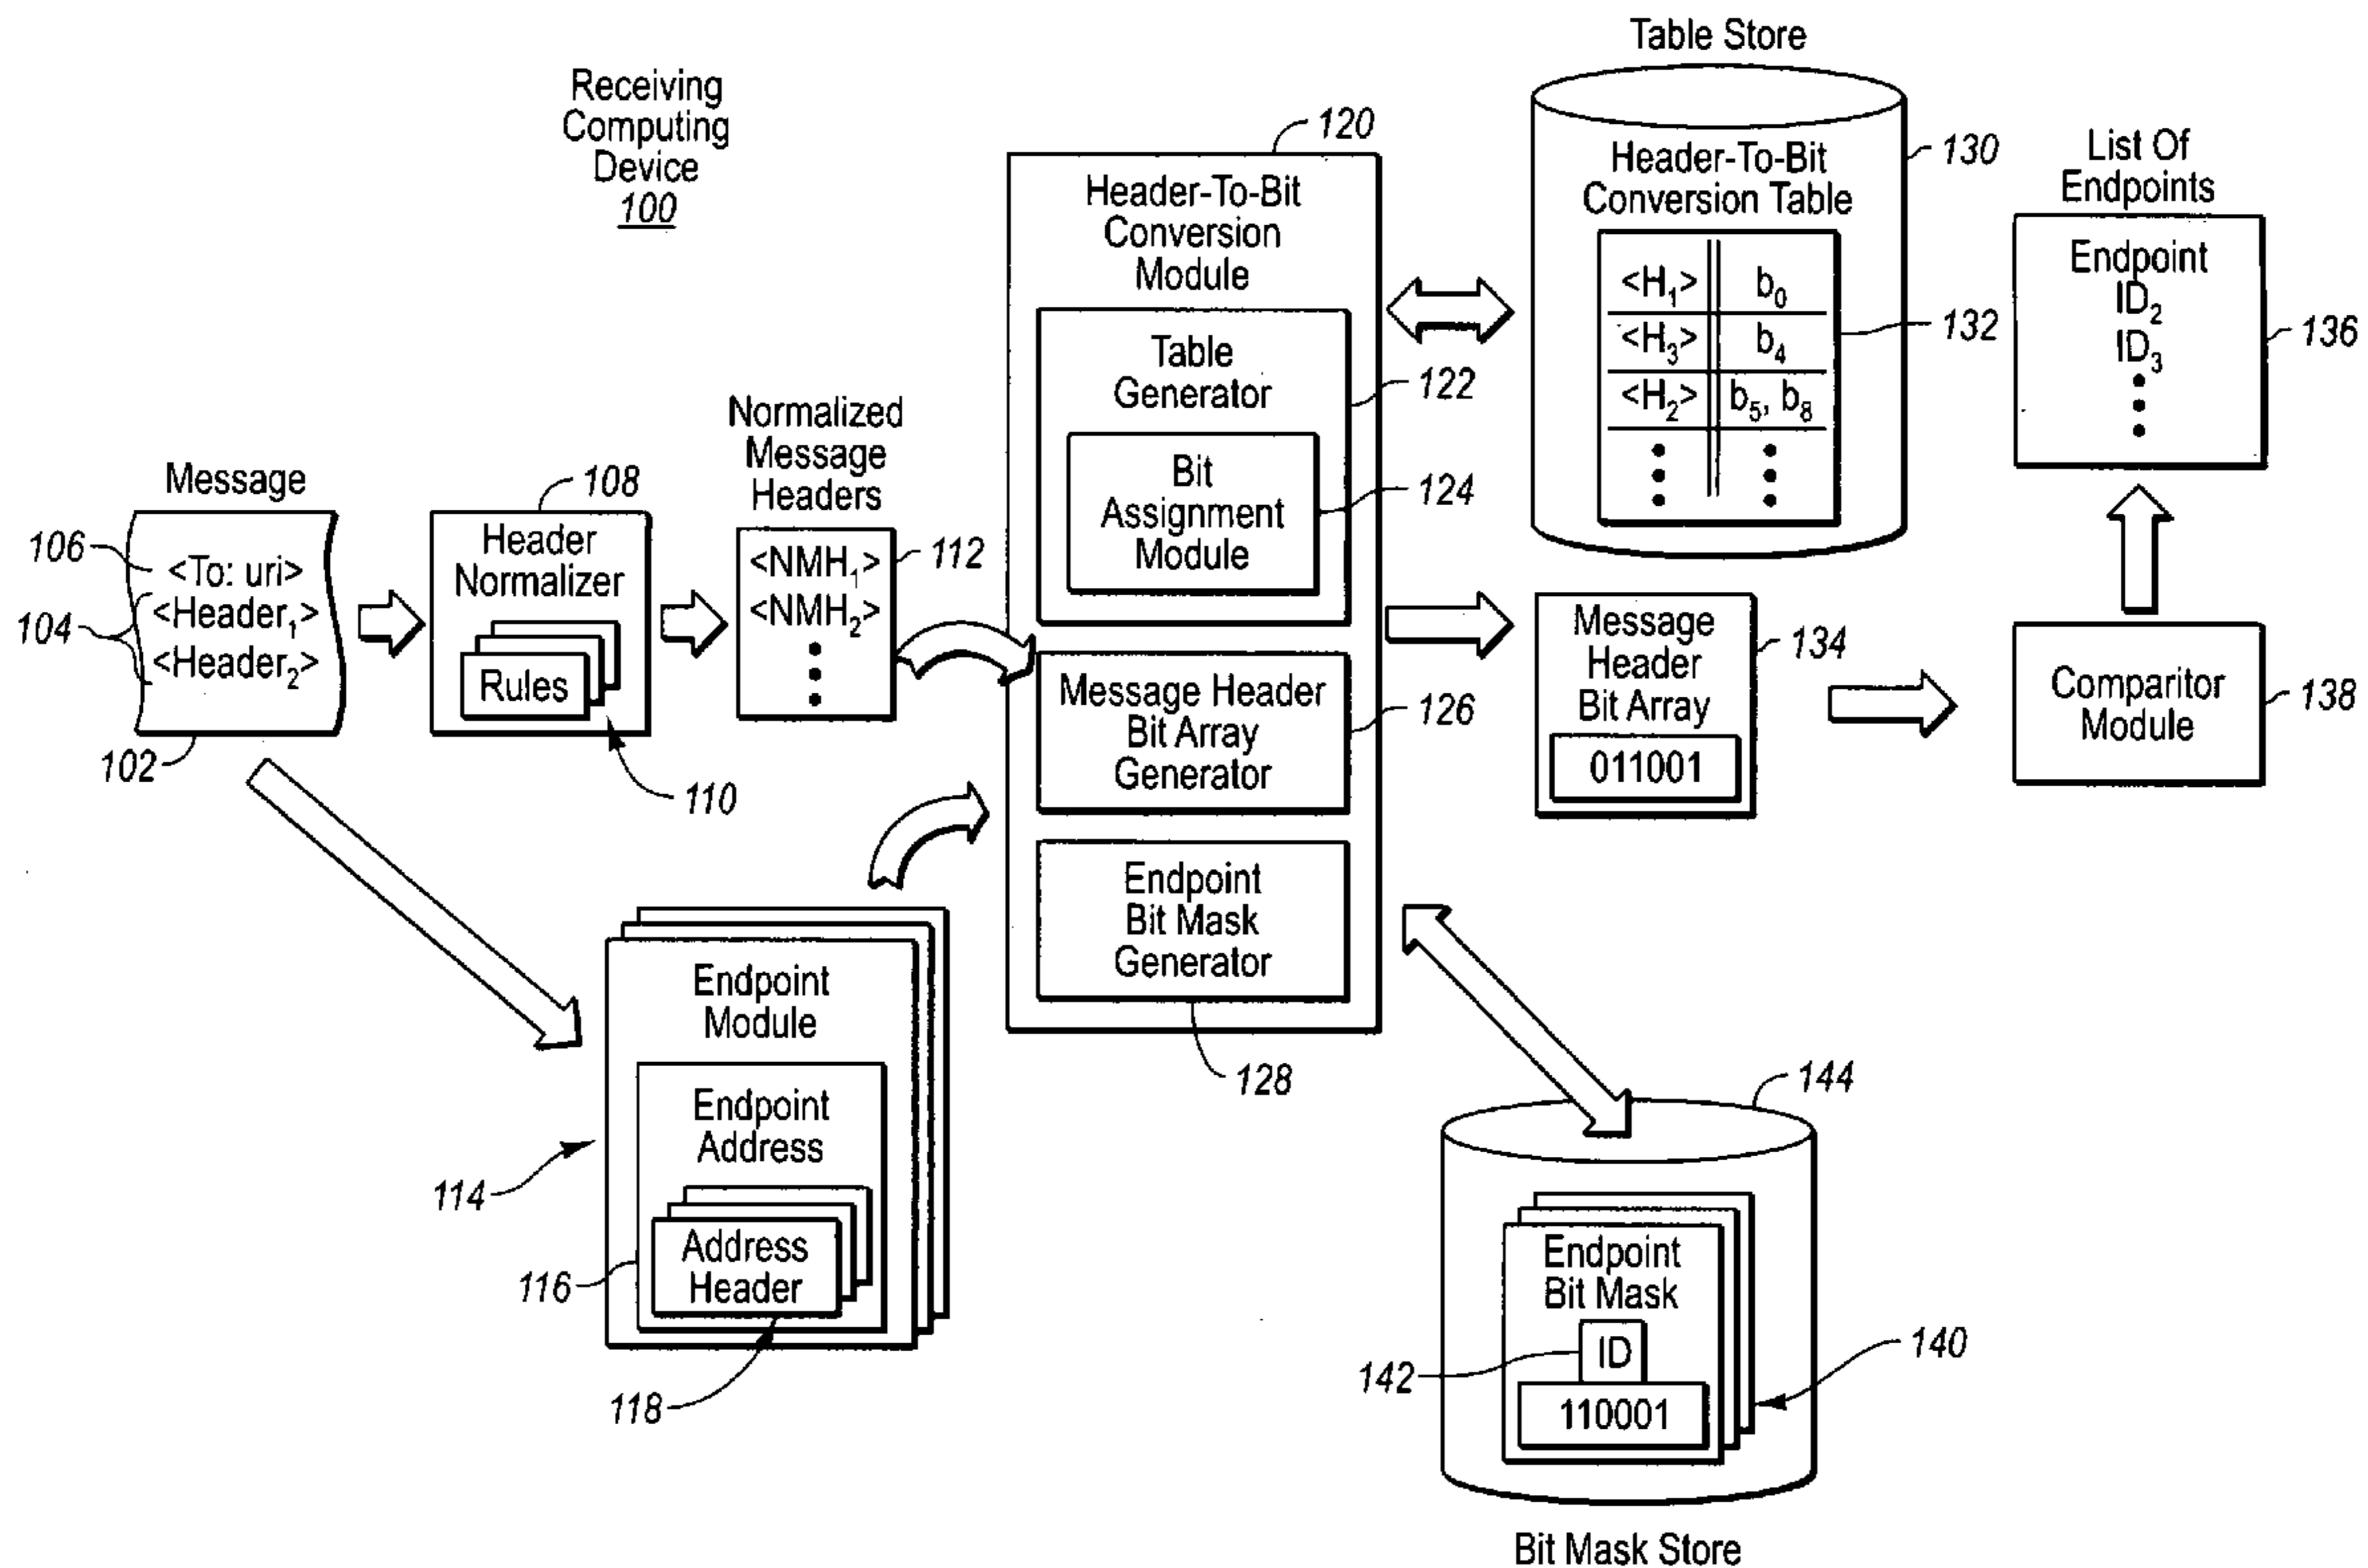 Receiving
Computing
Device
100
Message
106
<To: uri>
104
<Header1>
<Header2>
102
108
Header
Normalizer
Rules
110
Normalized
Message
Headers
112
<NMH1>
<NMH2>
120
Header-To-Bit
Conversion
Module
Table
Generator
122
Bit
Assignment
Module
124
Message Header
Bit Array
Generator
126
Endpoint
Bit Mask
Generator
128
Table Store
130
Header-To-Bit
Conversion Table
<H1> b0
<H3> b4
<H2> b5, b8
132
List Of
Endpoints
Endpoint
ID2
ID3
136
Message
Header
Bit Array
011001
134
Comparitor
Module
138
Endpoint
Module
114
Endpoint
Address
116
Address
Header
118
144
Endpoint
Bit Mask
ID
142
110001
140
Bit Mask Store